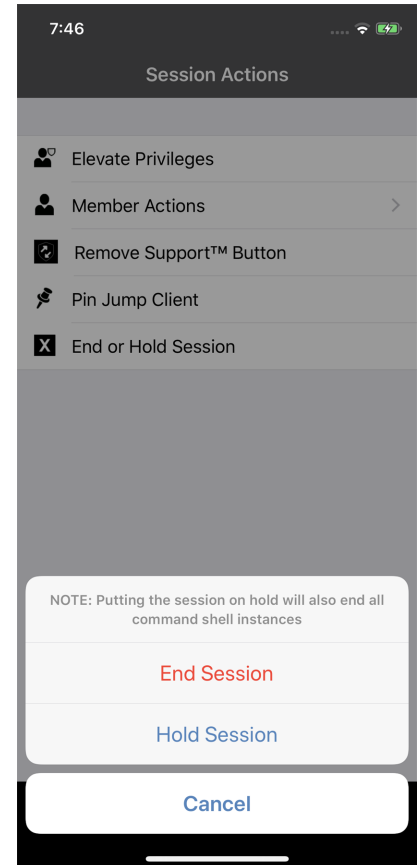 7:46
Session Actions
Elevate Privileges
Member Actions
Remove Support™ Button
Pin Jump Client
X End or Hold Session
NOTE: Putting the session on hold will also end all
command shell instances
End Session
Hold Session
Cancel